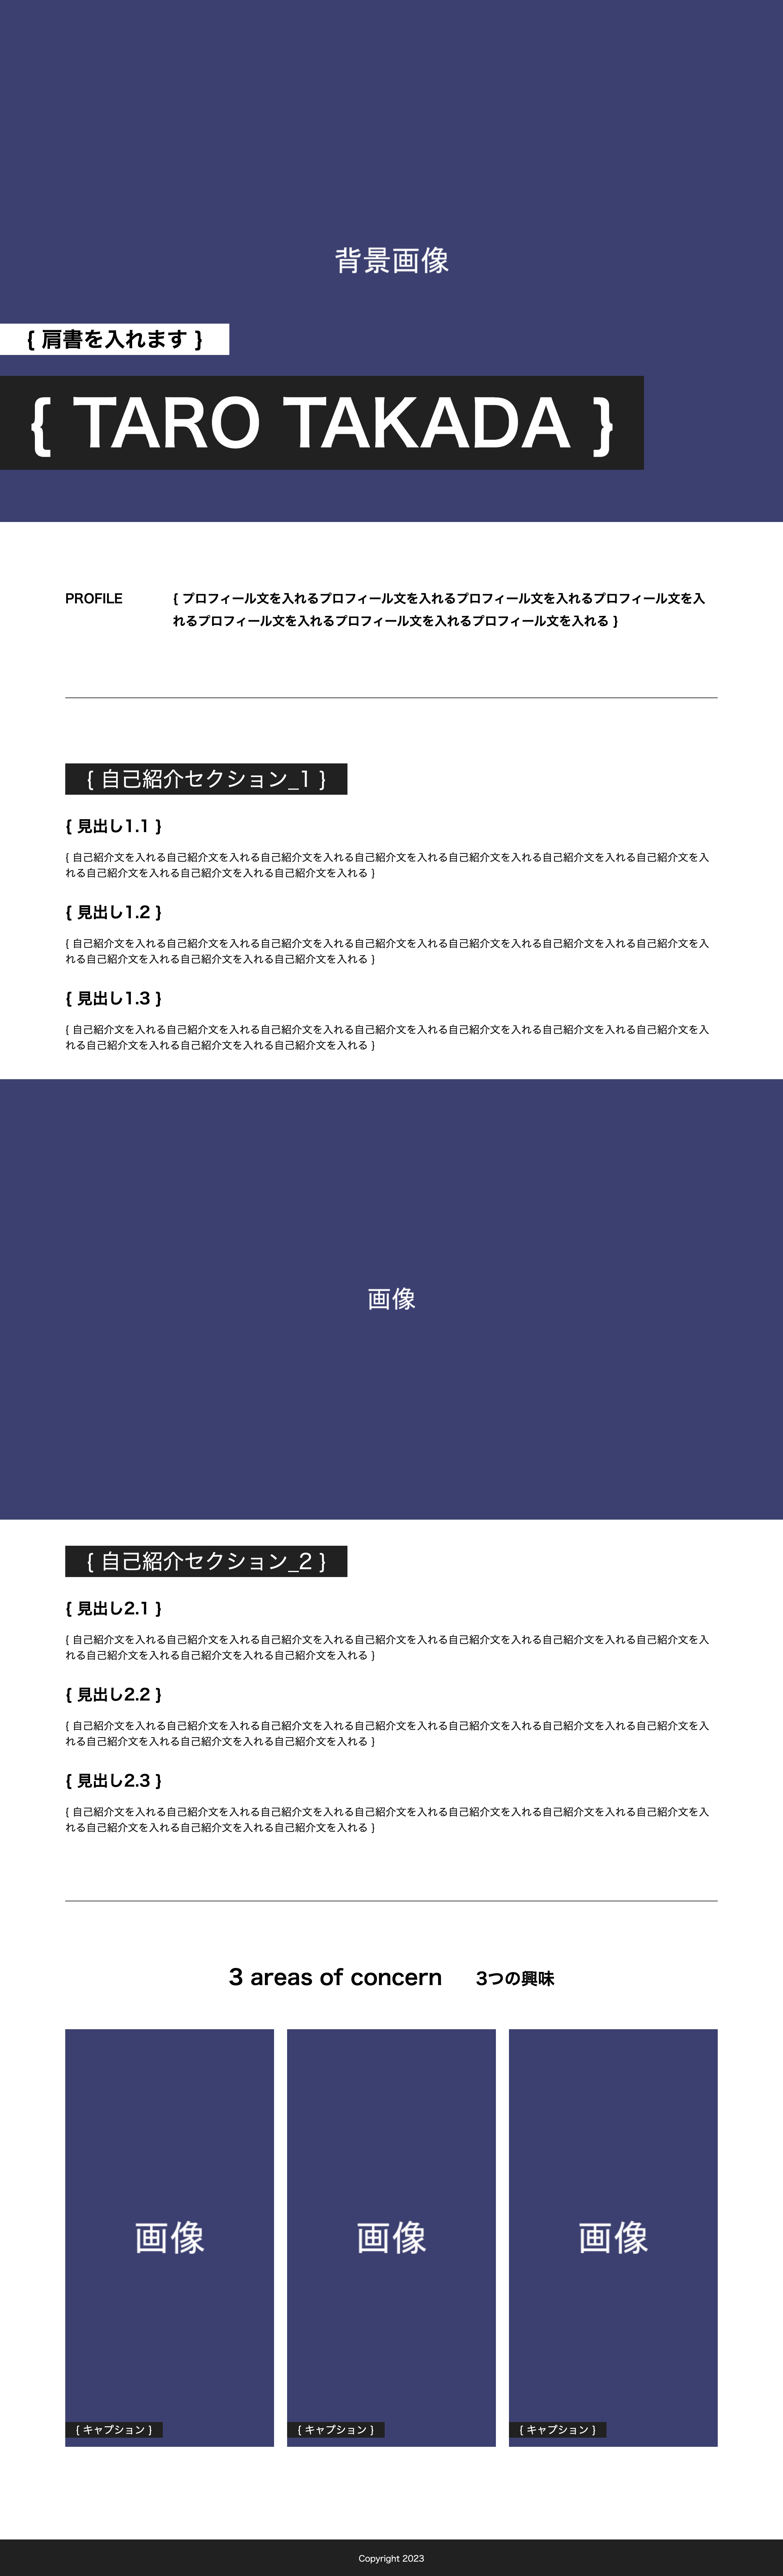 背景画像
{ 肩書を入れます }
{ TARO TAKADA }
PROFILE
{ プロフィール文を入れるプロフィール文を入れるプロフィール文を入れるプロフィール文を入
れるプロフィール文を入れるプロフィール文を入れるプロフィール文を入れる }
{ 自己紹介セクション_1 }
{ 見出し1.1 }
{ 自己紹介文を入れる自己紹介文を入れる自己紹介文を入れる自己紹介文を入れる自己紹介文を入れる自己紹介文を入れる自己紹介文を入
れる自己紹介文を入れる自己紹介文を入れる自己紹介文を入れる }
{ 見出し1.2 }
{ 自己紹介文を入れる自己紹介文を入れる自己紹介文を入れる自己紹介文を入れる自己紹介文を入れる自己紹介文を入れる自己紹介文を入
れる自己紹介文を入れる自己紹介文を入れる自己紹介文を入れる }
{ 見出し1.3 }
{ 自己紹介文を入れる自己紹介文を入れる自己紹介文を入れる自己紹介文を入れる自己紹介文を入れる自己紹介文を入れる自己紹介文を入
れる自己紹介文を入れる自己紹介文を入れる自己紹介文を入れる }
画像
{ 自己紹介セクション_2 }
{ 見出し2.1 }
{ 自己紹介文を入れる自己紹介文を入れる自己紹介文を入れる自己紹介文を入れる自己紹介文を入れる自己紹介文を入れる自己紹介文を入
れる自己紹介文を入れる自己紹介文を入れる自己紹介文を入れる }
{ 見出し2.2 }
{ 自己紹介文を入れる自己紹介文を入れる自己紹介文を入れる自己紹介文を入れる自己紹介文を入れる自己紹介文を入れる自己紹介文を入
れる自己紹介文を入れる自己紹介文を入れる自己紹介文を入れる }
{ 見出し2.3 }
{ 自己紹介文を入れる自己紹介文を入れる自己紹介文を入れる自己紹介文を入れる自己紹介文を入れる自己紹介文を入れる自己紹介文を入
れる自己紹介文を入れる自己紹介文を入れる自己紹介文を入れる }
3 areas of concern 3つの興味
画像
{ キャプション }
画像
{ キャプション }
画像
{ キャプション }
Copyright 2023